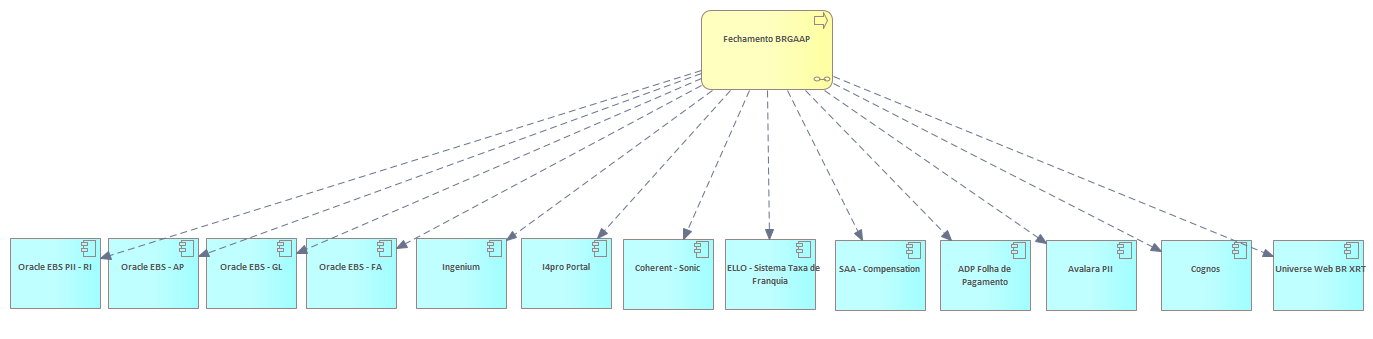 Fechamento BRGAAP
Oracle EBS PII - RI
Oracle EBS - AP
Oracle EBS - GL
Oracle EBS - FA
Ingenium
I4pro Portal
Coherent - Sonic
ELLO - Sistema Taxa de
Franquia
SAA - Compensation
ADP Folha de
Pagamento
Avalara PII
Cognos
Universe Web BR XRT